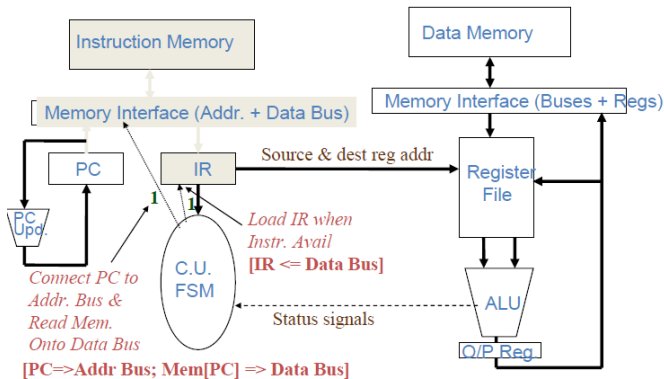 Instruction Memory
Data Memory
Memory Interface (Addr. + Data Bus)
Memory Interface (Buses + Regs)
PC
IR
Source & dest reg addr
Register
File
1
1
PC
Upd.
Load IR when
Instr. Avail
[IR <= Data Bus]
C.U.
FSM
Connect PC to
Addr. Bus &
Read Mem.
Onto Data Bus
Status signals
ALU
O/P Reg.
[PC=>Addr Bus; Mem[PC] => Data Bus]